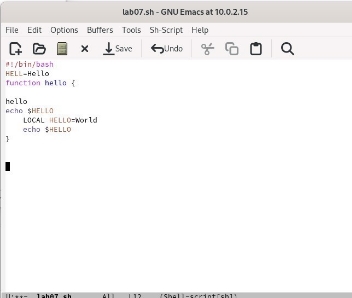 lab07.sh - GNU Emacs at 10.0.2.15
File Edit Options Buffers Tools Sh-Script Help
Save Undo
#!/bin/bash
HELL=Hello
function hello {
hello
echo $HELLO
LOCAL HELLO=World
echo $HELLO
}
lab07.sh All L12 (Shell-script[sh])